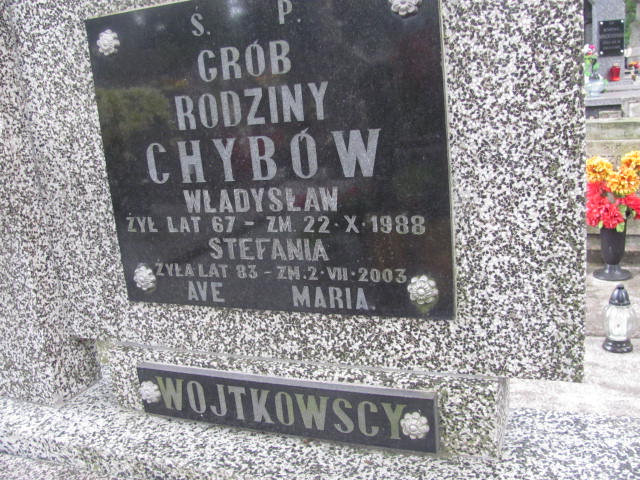 Ś. P.
GRÓB
RODZINY
CHYBÓW
WŁADYSŁAW
ŻYŁ LAT 67 - ZM. 22·X·1988
STEFANIA
ŻYŁA LAT 83 - ZM. 2·VII·2003
AVE MARIA.
WOJTKOWSCY